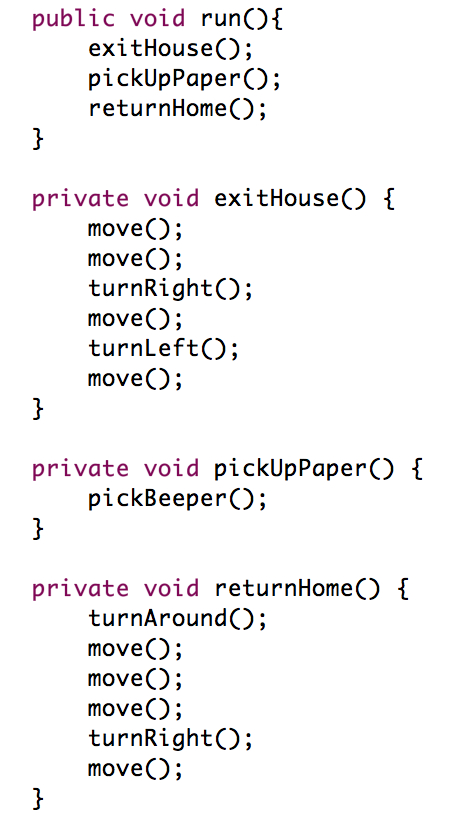 public void run(){
    exitHouse();
    pickUpPaper();
    returnHome();
}

private void exitHouse() {
    move();
    move();
    turnRight();
    move();
    turnLeft();
    move();
}

private void pickUpPaper() {
    pickBeeper();
}

private void returnHome() {
    turnAround();
    move();
    move();
    move();
    turnRight();
    move();
}